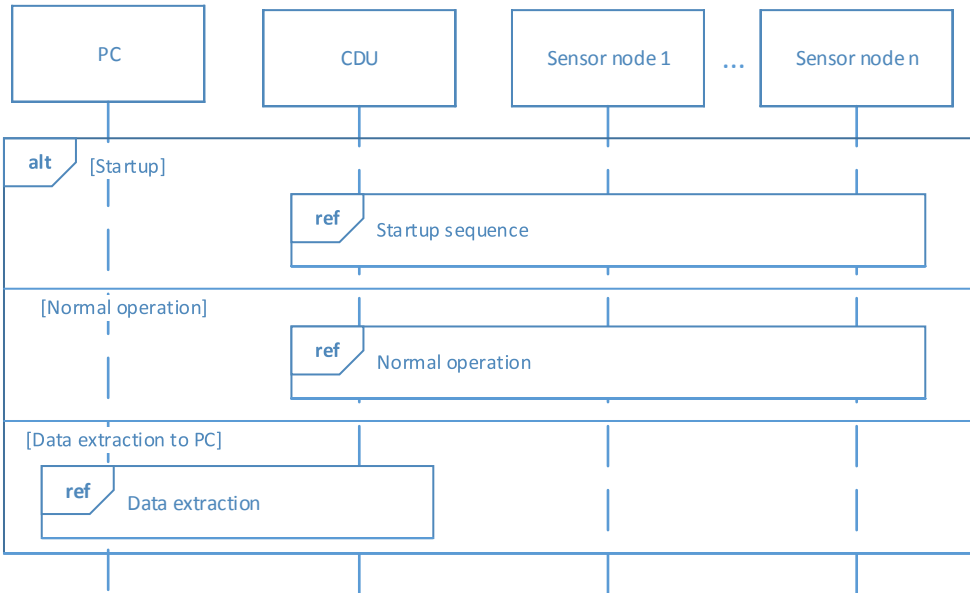 PC
CDU
Sensor node 1
...
Sensor node n
alt
[Startup]
ref
Startup sequence
[Normal operation]
ref
Normal operation
[Data extraction to PC]
ref
Data extraction